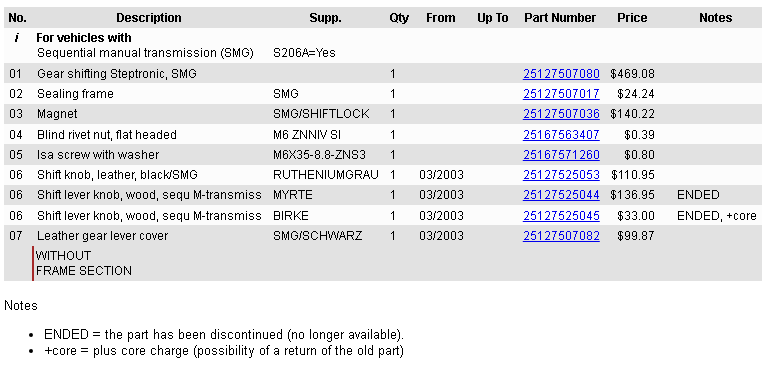 No. Description Supp. Qty From Up To Part Number Price Notes
i For vehicles with
Sequential manual transmission (SMG) S206A=Yes
01 Gear shifting Steptronic, SMG 1 25127507080 $469.08
02 Sealing frame SMG 1 25127507017 $24.24
03 Magnet SMG/SHIFTLOCK 1 25127507036 $140.22
04 Blind rivet nut, flat headed M6 ZNNIV SI 1 25167563407 $0.39
05 Isa screw with washer M6X35-8.8-ZNS3 1 25167571260 $0.80
06 Shift knob, leather, black/SMG RUTHENIUMGRAU 1 03/2003 25127525053 $110.95
06 Shift lever knob, wood, sequ M-transmiss MYRTE 1 03/2003 25127525044 $136.95 ENDED
06 Shift lever knob, wood, sequ M-transmiss BIRKE 1 03/2003 25127525045 $33.00 ENDED, +core
07 Leather gear lever cover SMG/SCHWARZ 1 03/2003 25127507082 $99.87
WITHOUT
FRAME SECTION
Notes
• ENDED = the part has been discontinued (no longer available).
• +core = plus core charge (possibility of a return of the old part)